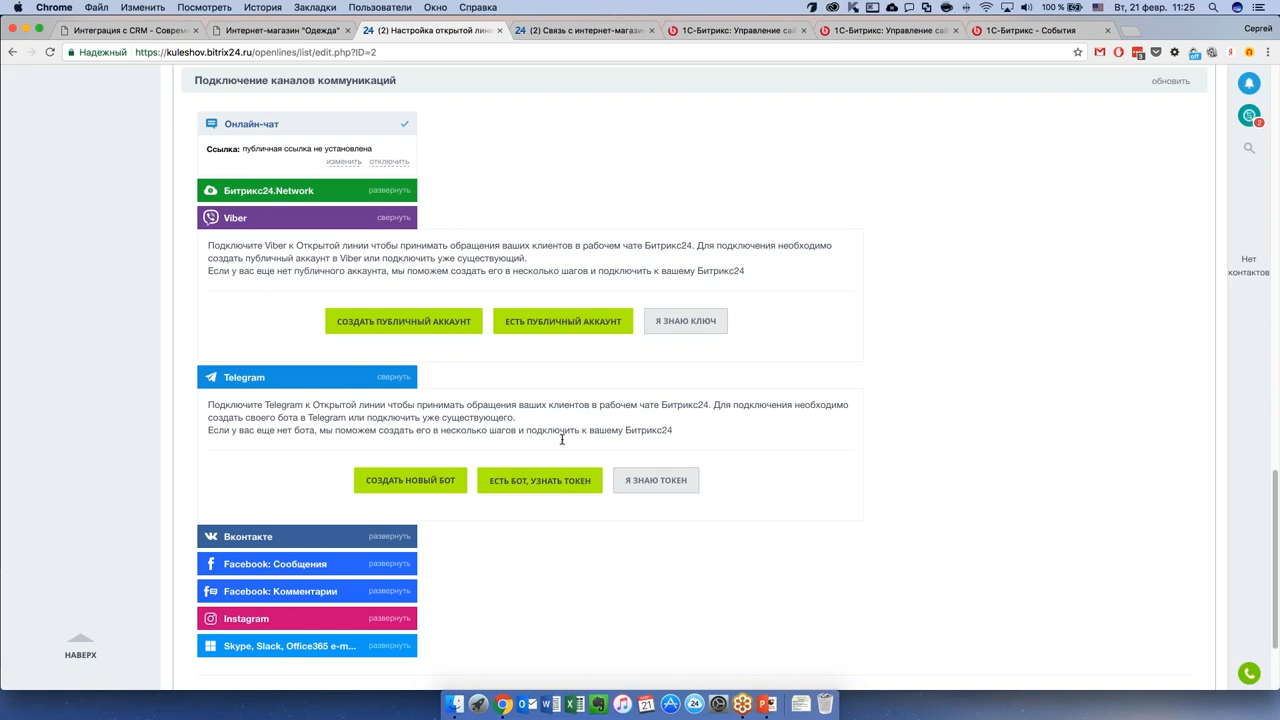 Chrome Файл Изменить Посмотреть История Закладки Пользователи Окно Справка 100 % Вт, 21 февр. 11:25
Интеграция с CRM - Соврем × Интернет-магазин "Одежда" × 24 (2) Настройка открытой лини × 24 (2) Связь с интернет-магази × 1С-Битрикс: Управление сай × 1С-Битрикс: Управление сай × 1С-Битрикс - События × Сергей
Надежный https://kuleshov.bitrix24.ru/openlines/list/edit.php?ID=2
Подключение каналов коммуникаций обновить
Онлайн-чат
Ссылка: публичная ссылка не установлена
изменить отключить
Битрикс24.Network развернуть
Viber свернуть
Подключите Viber к Открытой линии чтобы принимать обращения ваших клиентов в рабочем чате Битрикс24. Для подключения необходимо
создать публичный аккаунт в Viber или подключить уже существующий.
Если у вас еще нет публичного аккаунта, мы поможем создать его в несколько шагов и подключить к вашему Битрикс24
СОЗДАТЬ ПУБЛИЧНЫЙ АККАУНТ ЕСТЬ ПУБЛИЧНЫЙ АККАУНТ Я ЗНАЮ КЛЮЧ
Telegram свернуть
Подключите Telegram к Открытой линии чтобы принимать обращения ваших клиентов в рабочем чате Битрикс24. Для подключения необходимо
создать своего бота в Telegram или подключить уже существующего.
Если у вас еще нет бота, мы поможем создать его в несколько шагов и подключить к вашему Битрикс24
СОЗДАТЬ НОВЫЙ БОТ ЕСТЬ БОТ, УЗНАТЬ ТОКЕН Я ЗНАЮ ТОКЕН
Вконтакте развернуть
Facebook: Сообщения развернуть
Facebook: Комментарии развернуть
Instagram развернуть
Skype, Slack, Office365 e-m... развернуть
НАВЕРХ
2
Нет
контактов